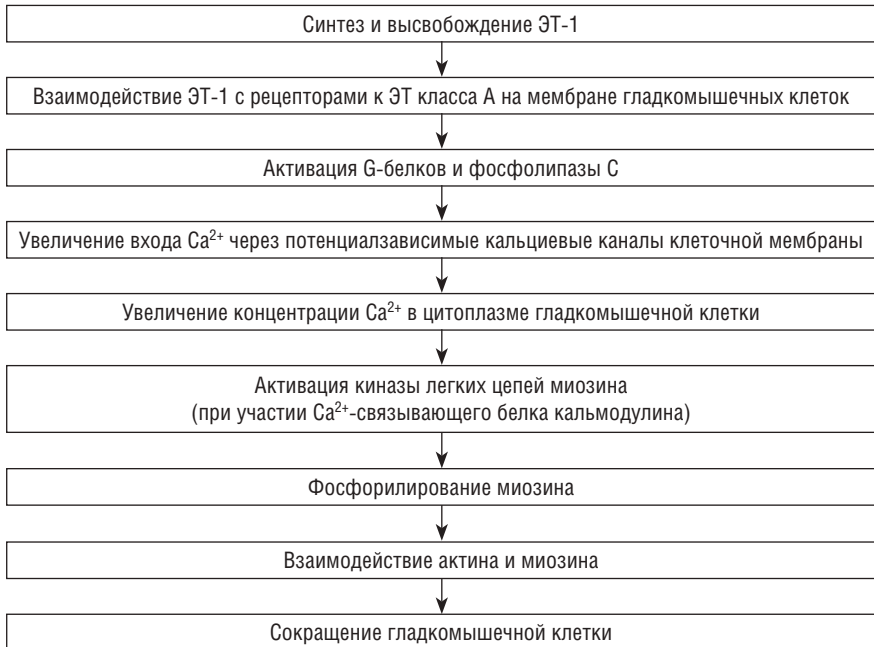 Синтез и высвобождение ЭТ-1
Взаимодействие ЭТ-1 с рецепторами к ЭТ класса А на мембране гладкомышечных клеток
Активация G-белков и фосфолипазы С
Увеличение входа Ca²⁺ через потенциалзависимые кальциевые каналы клеточной мембраны
Увеличение концентрации Ca²⁺ в цитоплазме гладкомышечной клетки
Активация киназы легких цепей миозина
(при участии Ca²⁺-связывающего белка кальмодулина)
Фосфорилирование миозина
Взаимодействие актина и миозина
Сокращение гладкомышечной клетки